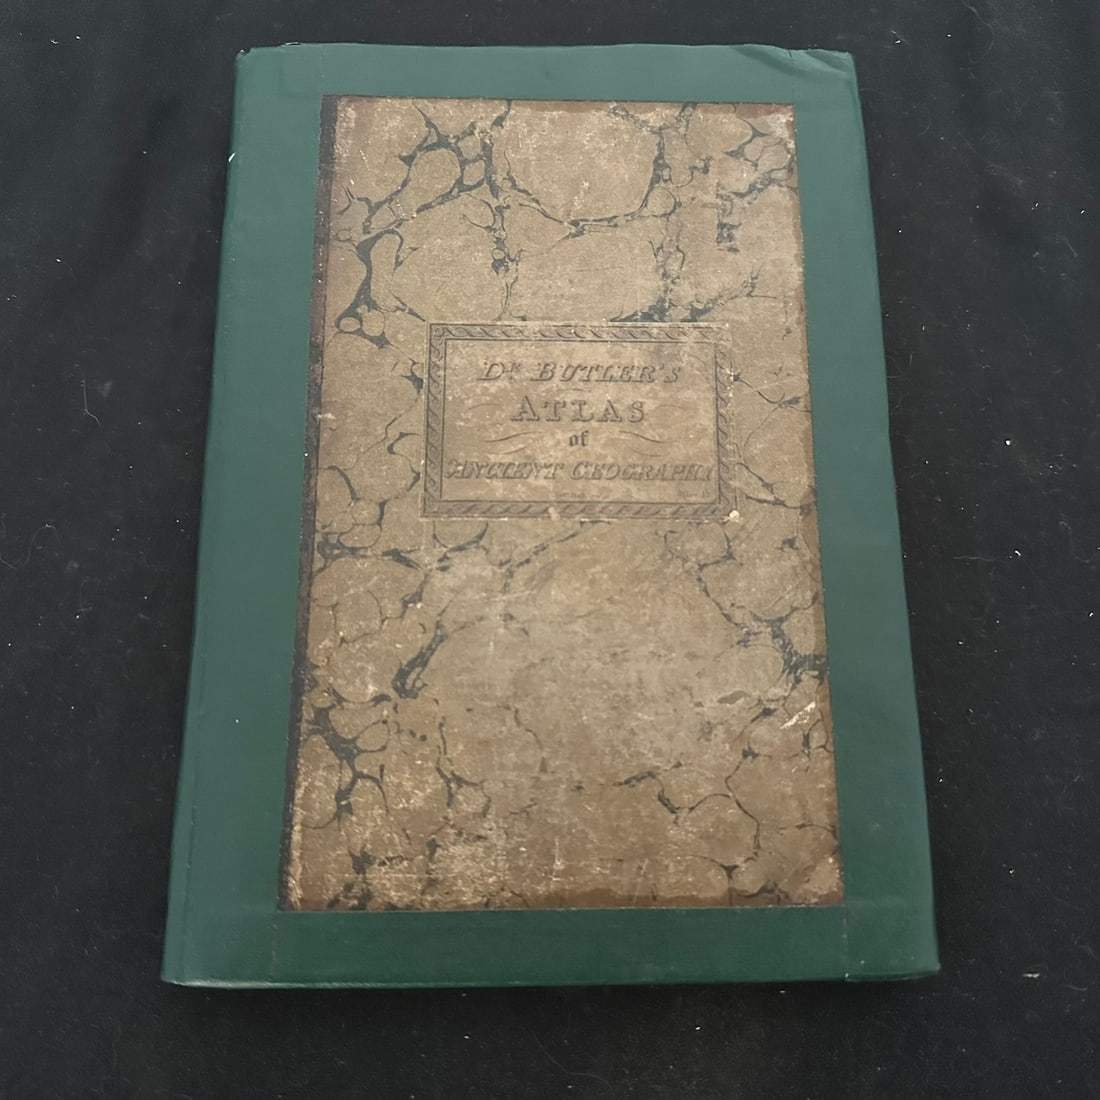 Dʳ BUTLER'S
ATLAS
of
ANCIENT GEOGRAPHY